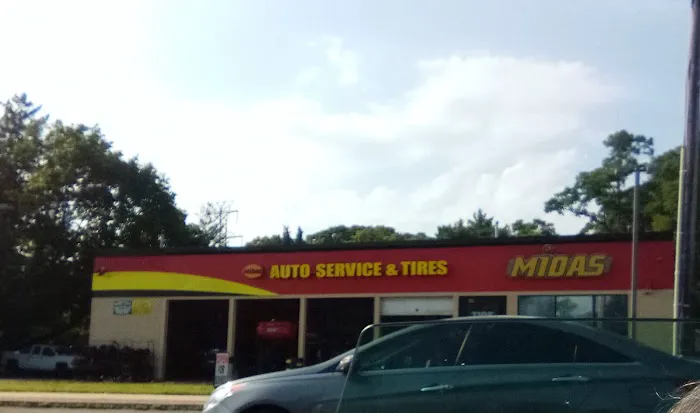 AUTO SERVICE & TIRES
MIDAS